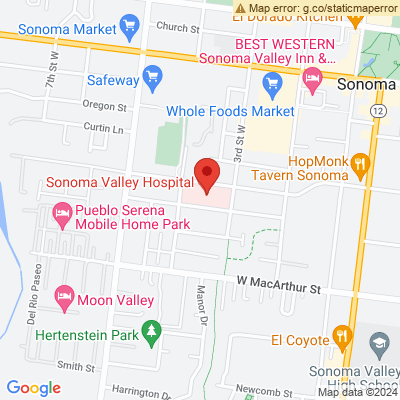 Map error: g.co/staticmaperror
Church St
El Dorado Kitchen
Sonoma Market
7th St W
BEST WESTERN
Sonoma Valley Inn &…
Safeway
Sonoma
Oregon St
Whole Foods Market
12
Curtin Ln
3rd St W
HopMonk
Tavern Sonoma
Sonoma Valley Hospital
Pueblo Serena
Mobile Home Park
Del Rio Paseo
W MacArthur St
Moon Valley
Manor Dr
Hertenstein Park
El Coyote
Smith St
Sonoma Valley
High School
Harrington Dr
Newcomb St
Google
Map data ©2024